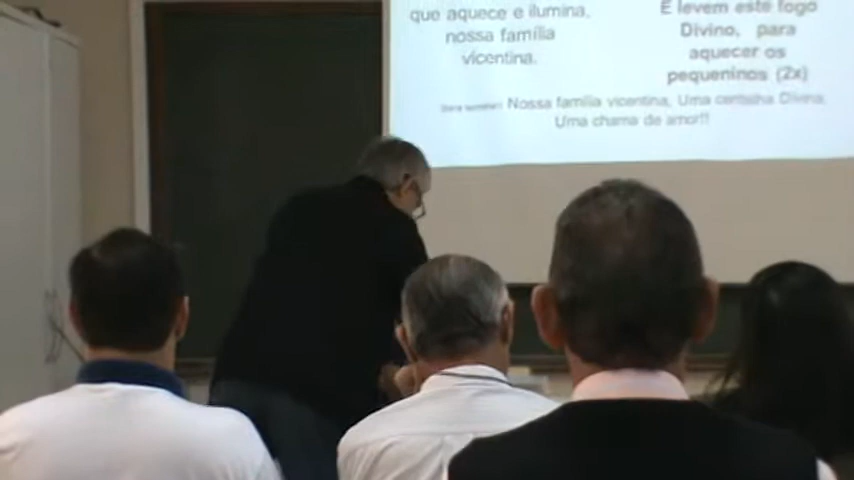 que aquece e ilumina,
nossa família
vicentina.
E levem este fogo
Divino, para
aquecer os
pequeninos (2x)
Nossa família vicentina, Uma centelha Divina,
Uma chama de amor!!